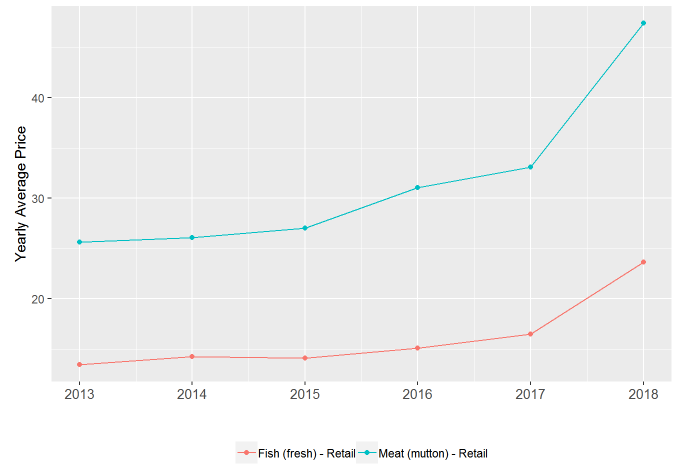 Yearly Average Price
40
30
20
2013 2014 2015 2016 2017 2018
Fish (fresh) - Retail Meat (mutton) - Retail